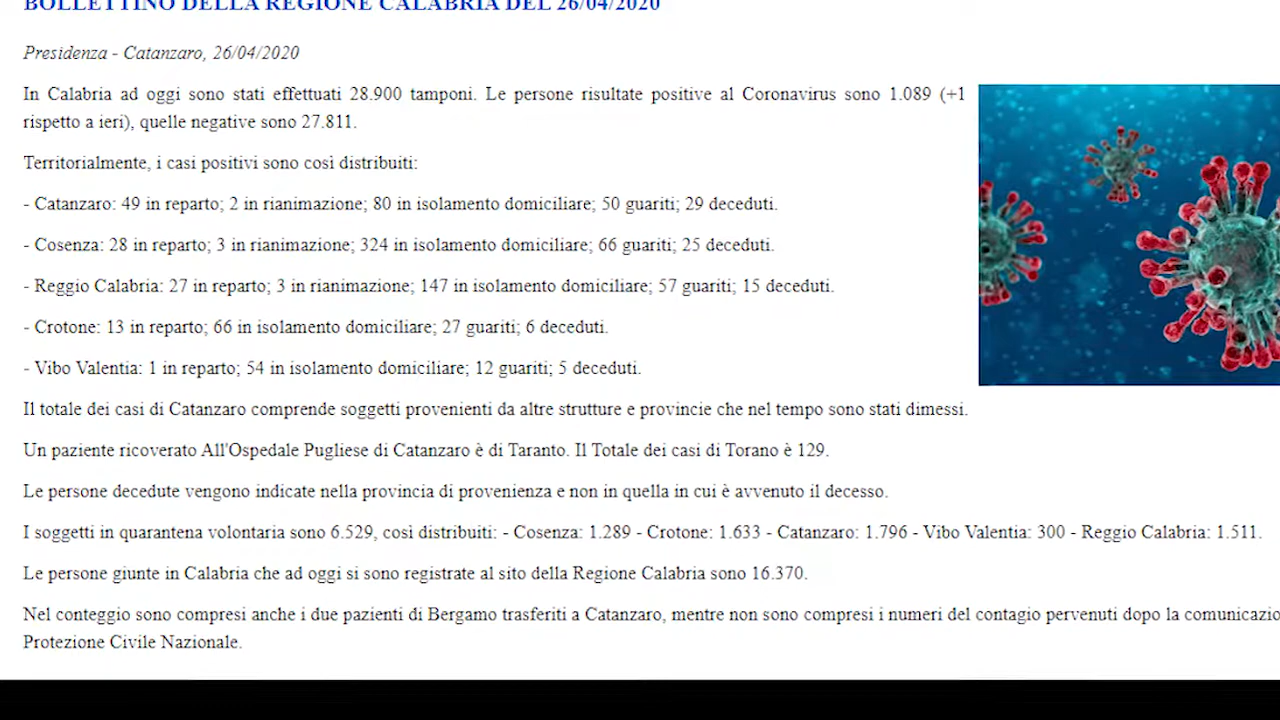 BOLLETTINO DELLA REGIONE CALABRIA DEL 26/04/2020
Presidenza - Catanzaro, 26/04/2020
In Calabria ad oggi sono stati effettuati 28.900 tamponi. Le persone risultate positive al Coronavirus sono 1.089 (+1
rispetto a ieri), quelle negative sono 27.811.
Territorialmente, i casi positivi sono così distribuiti:
- Catanzaro: 49 in reparto; 2 in rianimazione; 80 in isolamento domiciliare; 50 guariti; 29 deceduti.
- Cosenza: 28 in reparto; 3 in rianimazione; 324 in isolamento domiciliare; 66 guariti; 25 deceduti.
- Reggio Calabria: 27 in reparto; 3 in rianimazione; 147 in isolamento domiciliare; 57 guariti; 15 deceduti.
- Crotone: 13 in reparto; 66 in isolamento domiciliare; 27 guariti; 6 deceduti.
- Vibo Valentia: 1 in reparto; 54 in isolamento domiciliare; 12 guariti; 5 deceduti.
Il totale dei casi di Catanzaro comprende soggetti provenienti da altre strutture e provincie che nel tempo sono stati dimessi.
Un paziente ricoverato All'Ospedale Pugliese di Catanzaro è di Taranto. Il Totale dei casi di Torano è 129.
Le persone decedute vengono indicate nella provincia di provenienza e non in quella in cui è avvenuto il decesso.
I soggetti in quarantena volontaria sono 6.529, così distribuiti: - Cosenza: 1.289 - Crotone: 1.633 - Catanzaro: 1.796 - Vibo Valentia: 300 - Reggio Calabria: 1.511.
Le persone giunte in Calabria che ad oggi si sono registrate al sito della Regione Calabria sono 16.370.
Nel conteggio sono compresi anche i due pazienti di Bergamo trasferiti a Catanzaro, mentre non sono compresi i numeri del contagio pervenuti dopo la comunicazio
Protezione Civile Nazionale.